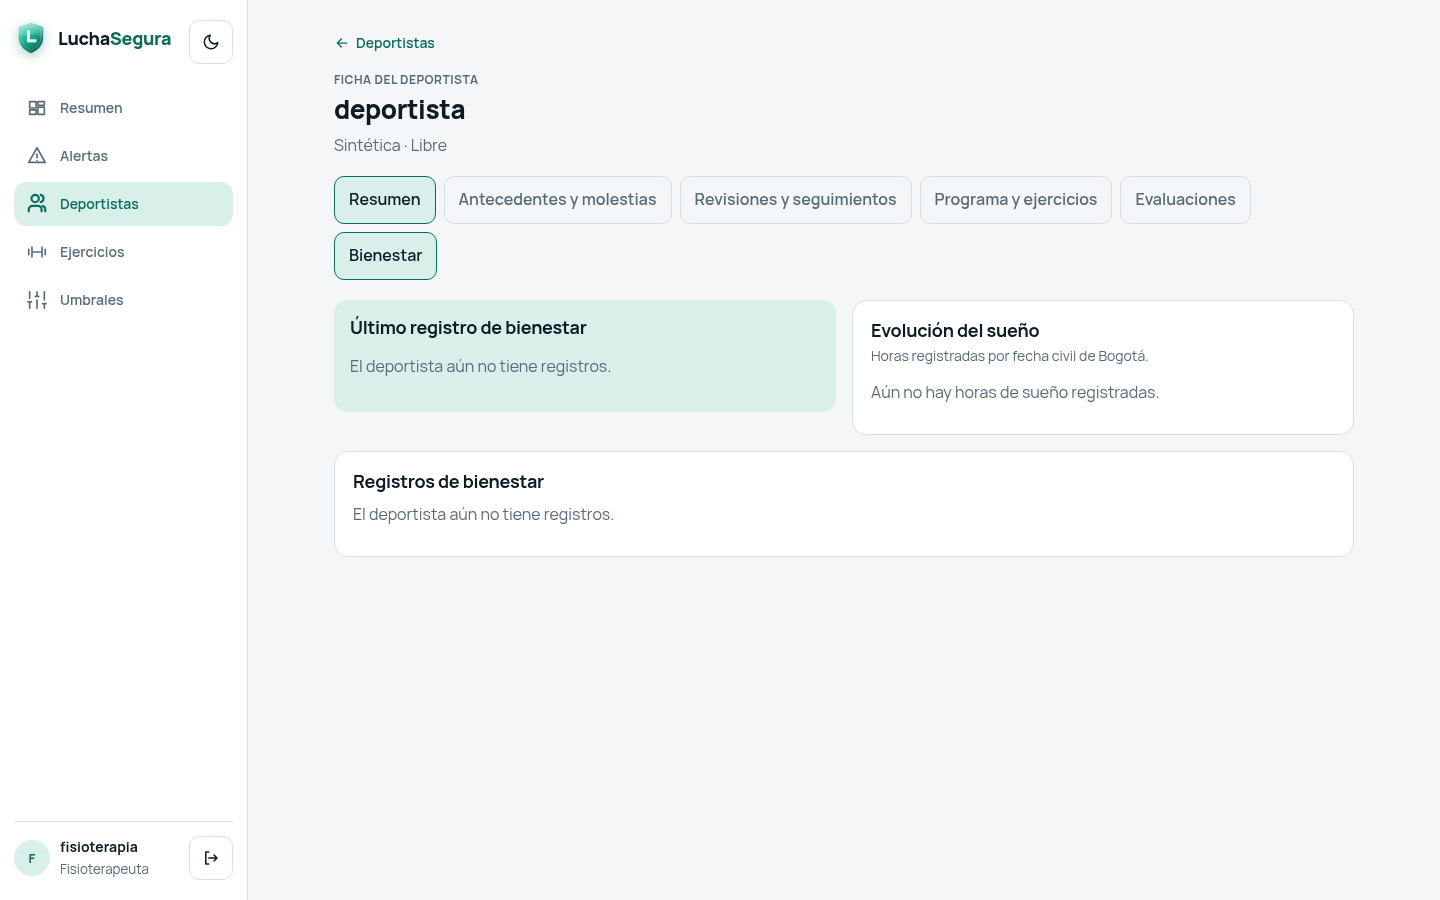 LuchaSegura
Resumen
Alertas
Deportistas
Ejercicios
Umbrales
F
fisioterapia
Fisioterapeuta
← Deportistas
FICHA DEL DEPORTISTA
deportista
Sintética · Libre
Resumen
Antecedentes y molestias
Revisiones y seguimientos
Programa y ejercicios
Evaluaciones
Bienestar
Último registro de bienestar
El deportista aún no tiene registros.
Evolución del sueño
Horas registradas por fecha civil de Bogotá.
Aún no hay horas de sueño registradas.
Registros de bienestar
El deportista aún no tiene registros.